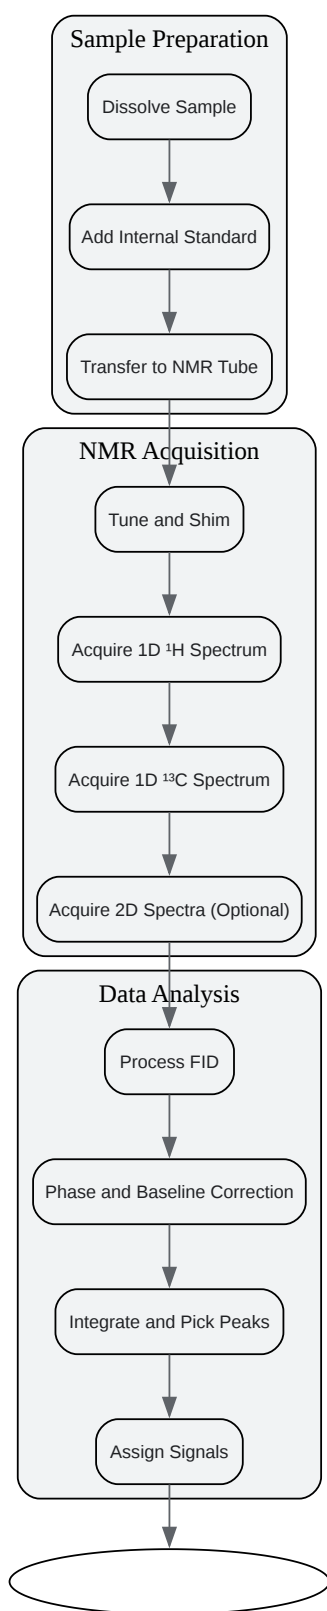 Sample Preparation
Dissolve Sample
Add Internal Standard
Transfer to NMR Tube
NMR Acquisition
Tune and Shim
Acquire 1D ¹H Spectrum
Acquire 1D ¹³C Spectrum
Acquire 2D Spectra (Optional)
Data Analysis
Process FID
Phase and Baseline Correction
Integrate and Pick Peaks
Assign Signals